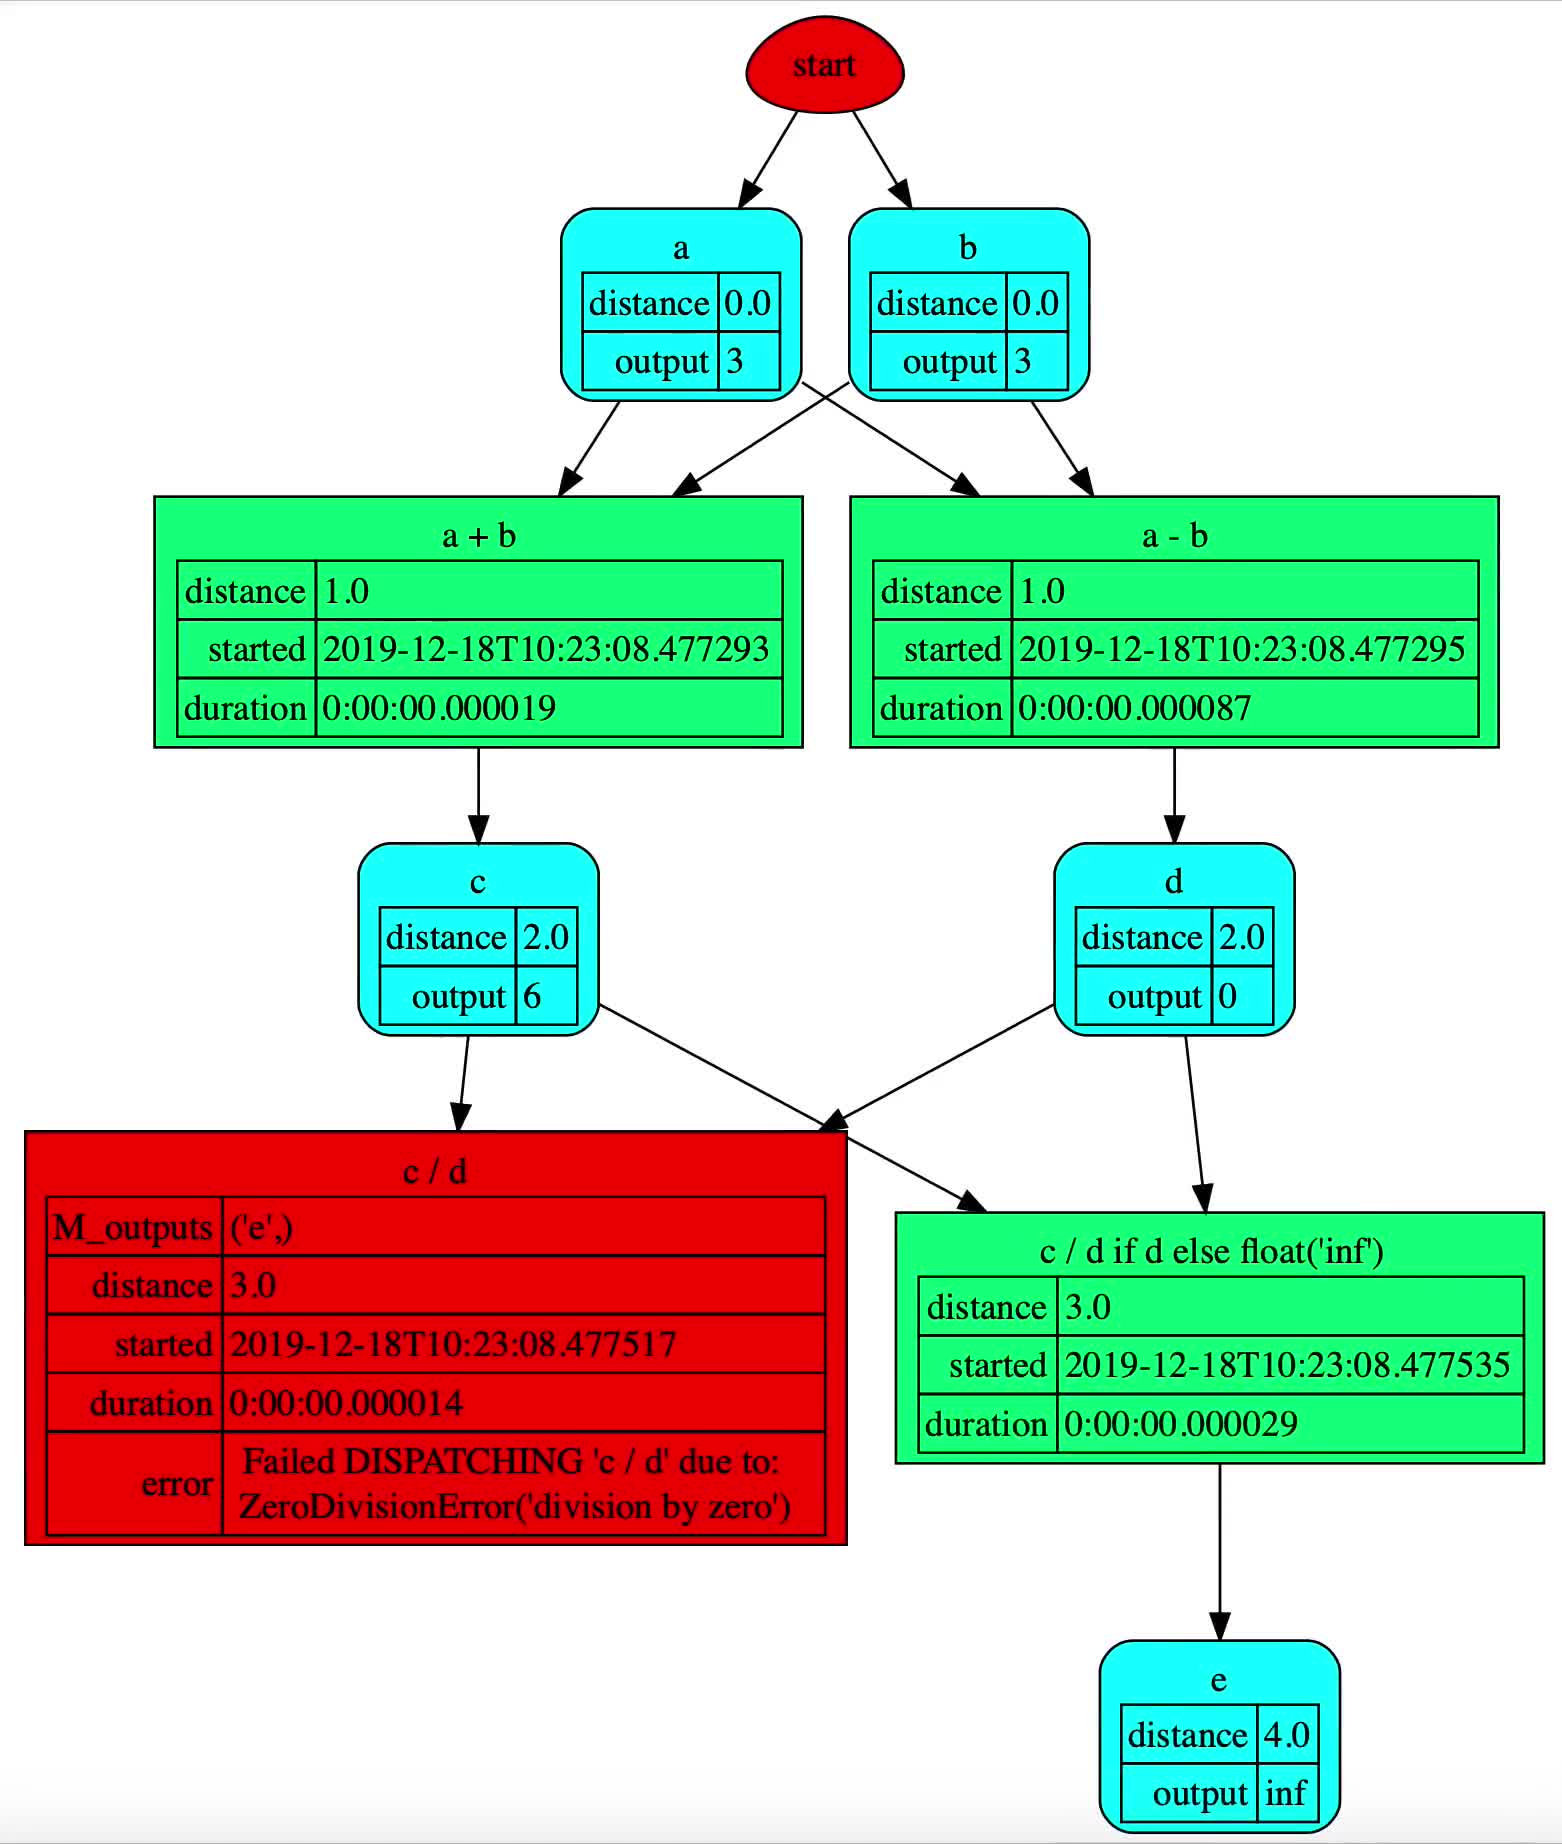 start
a
distance 0.0
output 3
b
distance 0.0
output 3
a + b
distance 1.0
started 2019-12-18T10:23:08.477293
duration 0:00:00.000019
a - b
distance 1.0
started 2019-12-18T10:23:08.477295
duration 0:00:00.000087
c
distance 2.0
output 6
d
distance 2.0
output 0
c / d
M_outputs ('e',)
distance 3.0
started 2019-12-18T10:23:08.477517
duration 0:00:00.000014
error Failed DISPATCHING 'c / d' due to:
ZeroDivisionError('division by zero')
c / d if d else float('inf')
distance 3.0
started 2019-12-18T10:23:08.477535
duration 0:00:00.000029
e
distance 4.0
output inf